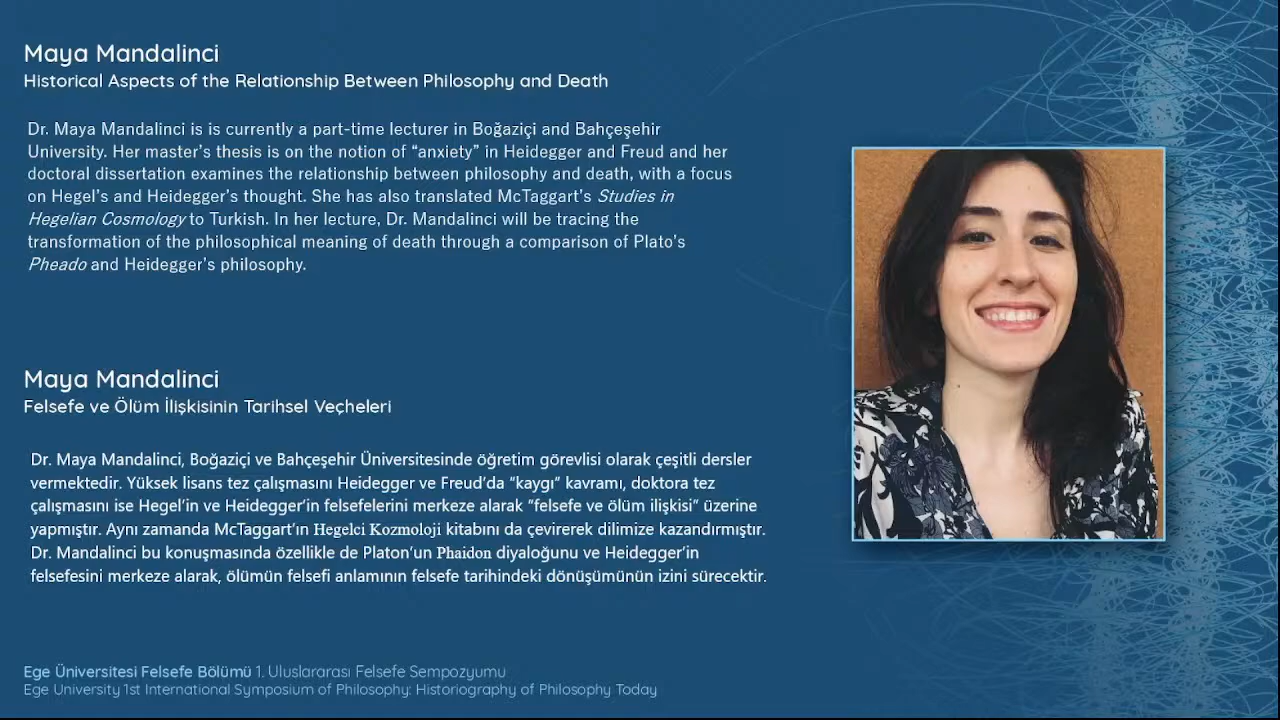 Maya Mandalinci
Historical Aspects of the Relationship Between Philosophy and Death
Dr. Maya Mandalinci is is currently a part-time lecturer in Boğaziçi and Bahçeşehir
University. Her master's thesis is on the notion of “anxiety” in Heidegger and Freud and her
doctoral dissertation examines the relationship between philosophy and death, with a focus
on Hegel's and Heidegger's thought. She has also translated McTaggart's Studies in
Hegelian Cosmology to Turkish. In her lecture, Dr. Mandalinci will be tracing the
transformation of the philosophical meaning of death through a comparison of Plato's
Pheado and Heidegger's philosophy.
Maya Mandalinci
Felsefe ve Ölüm İlişkisinin Tarihsel Veçheleri
Dr. Maya Mandalinci, Boğaziçi ve Bahçeşehir Üniversitesinde öğretim görevlisi olarak çeşitli dersler
vermektedir. Yüksek lisans tez çalışmasını Heidegger ve Freud'da “kaygı” kavramı, doktora tez
çalışmasını ise Hegel'in ve Heidegger'in felsefelerini merkeze alarak “felsefe ve ölüm ilişkisi” üzerine
yapmıştır. Aynı zamanda McTaggart'ın Hegelci Kozmoloji kitabını da çevirerek dilimize kazandırmıştır.
Dr. Mandalinci bu konuşmasında özellikle de Platon'un Phaidon diyaloğunu ve Heidegger'in
felsefesini merkeze alarak, ölümün felsefi anlamının felsefe tarihindeki dönüşümünün izini sürecektir.
Ege Üniversitesi Felsefe Bölümü 1. Uluslararası Felsefe Sempozyumu
Ege University 1st International Symposium of Philosophy: Historiography of Philosophy Today